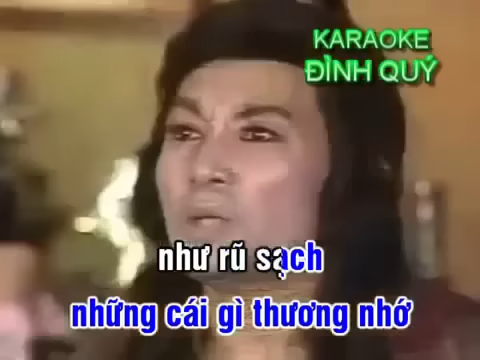 KARAOKE
ĐÌNH QUÝ
như rũ sạch
những cái gì thương nhớ